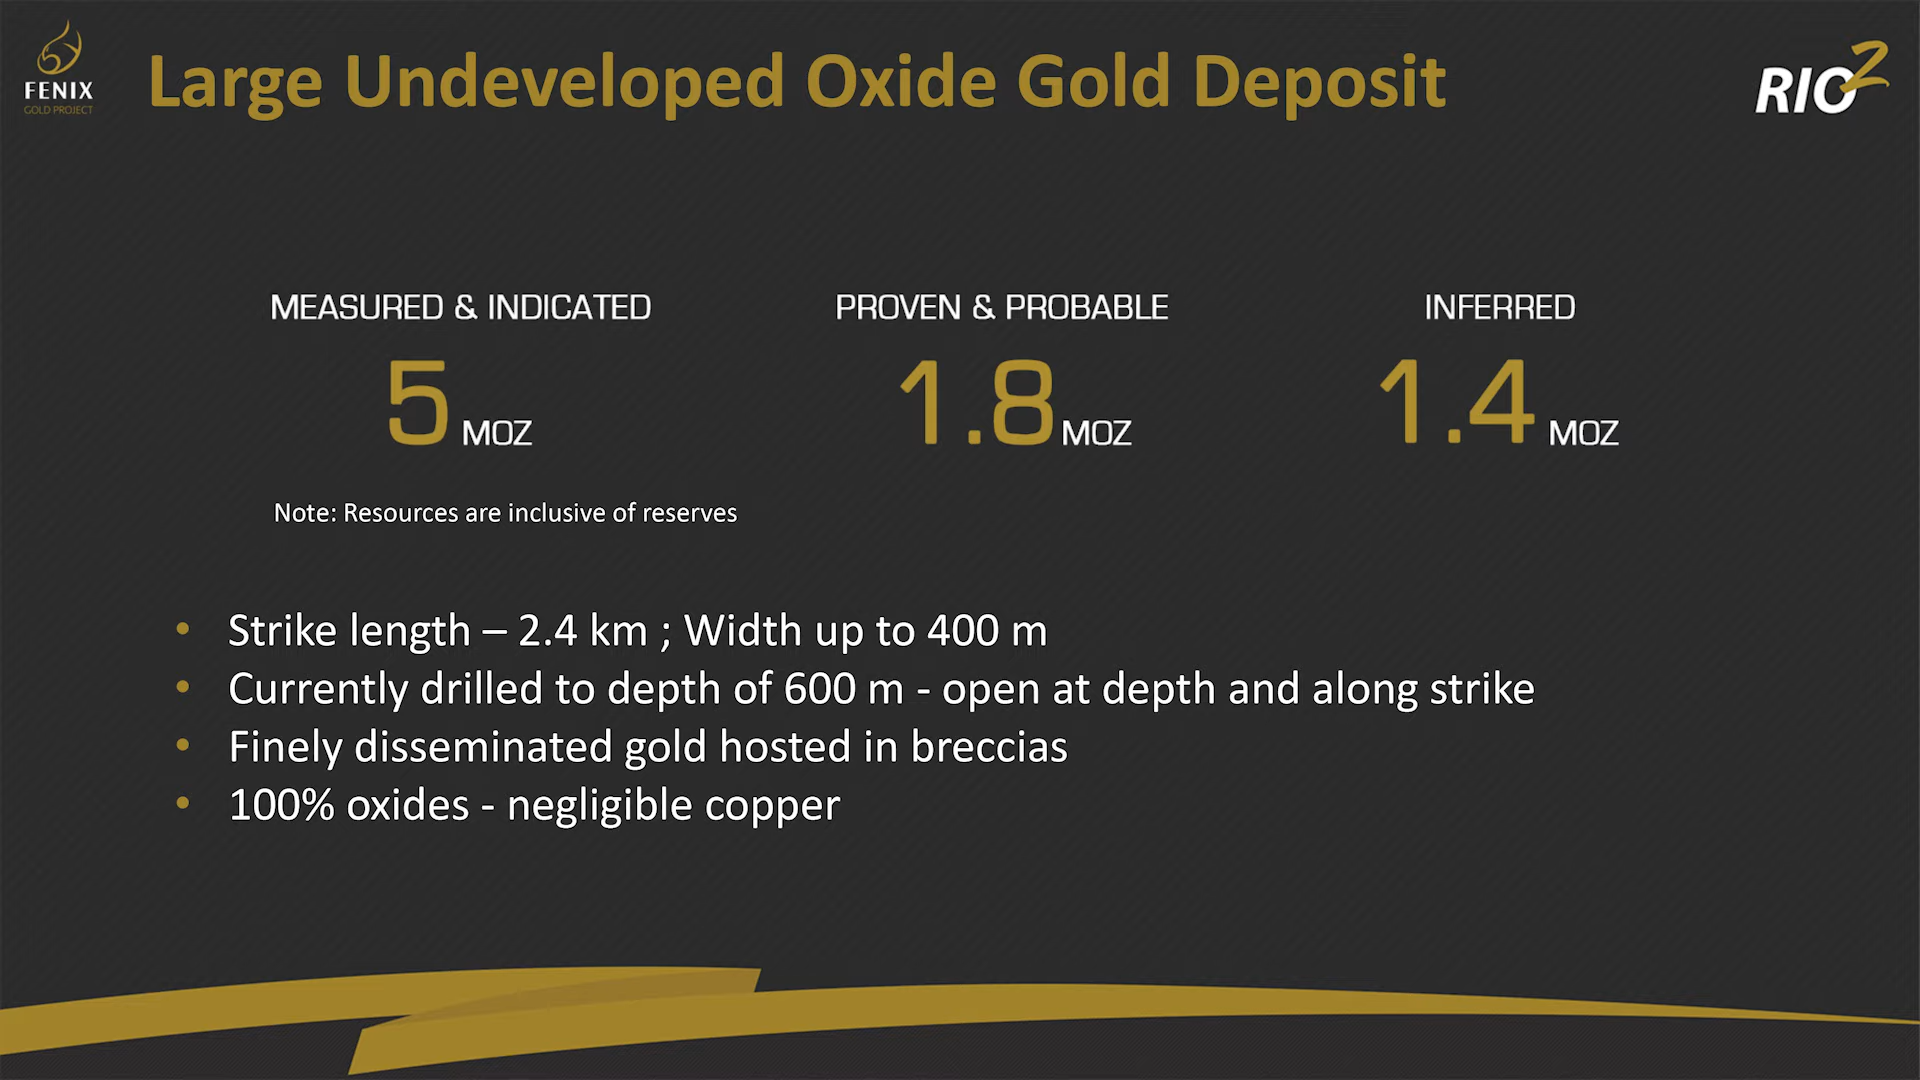 FENIX
GOLD PROJECT
Large Undeveloped Oxide Gold Deposit
RIO2
MEASURED & INDICATED
5 MOZ
PROVEN & PROBABLE
1.8 MOZ
INFERRED
1.4 MOZ
Note: Resources are inclusive of reserves
• Strike length – 2.4 km ; Width up to 400 m
• Currently drilled to depth of 600 m - open at depth and along strike
• Finely disseminated gold hosted in breccias
• 100% oxides - negligible copper